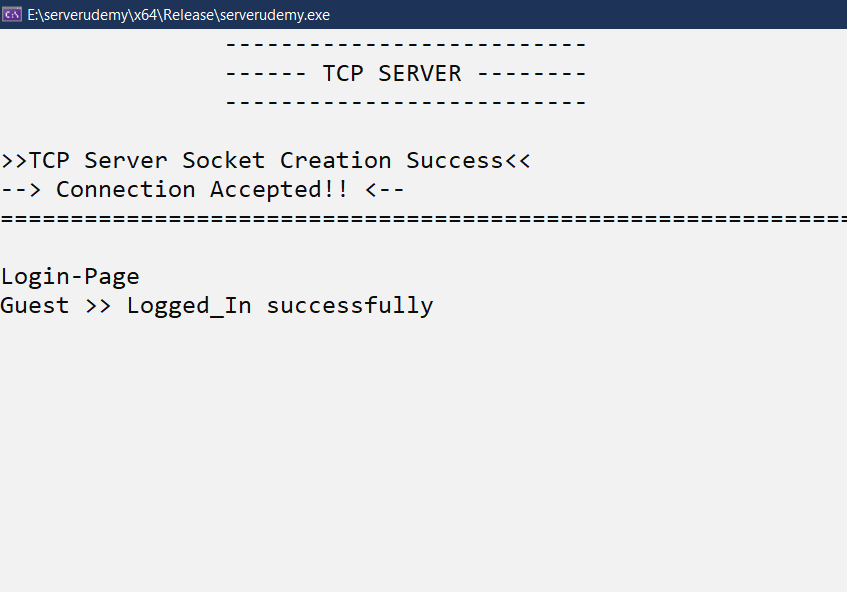 E:\serverudemy\x64\Release\serverudemy.exe
--------------------------
------ TCP SERVER --------
--------------------------
>>TCP Server Socket Creation Success<<
--> Connection Accepted!! <--
=============================================================
Login-Page
Guest >> Logged_In successfully